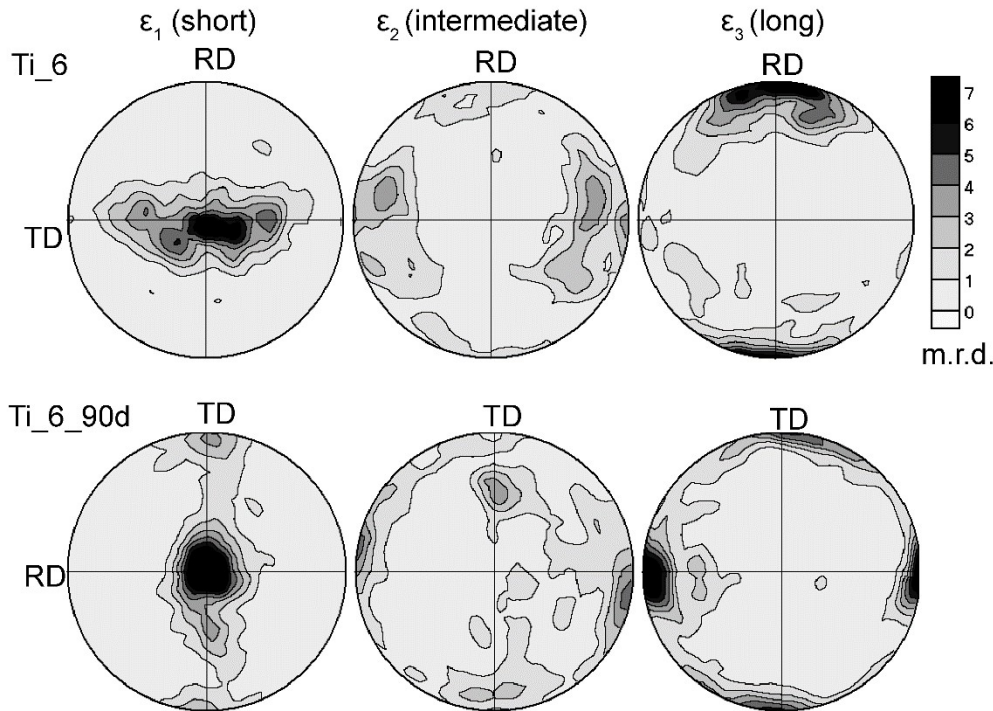 ε₁ (short)
ε₂ (intermediate)
ε₃ (long)
Ti_6
RD
RD
TD
7
6
5
4
3
2
1
0
m.r.d.
Ti_6_90d
TD
TD
TD
RD